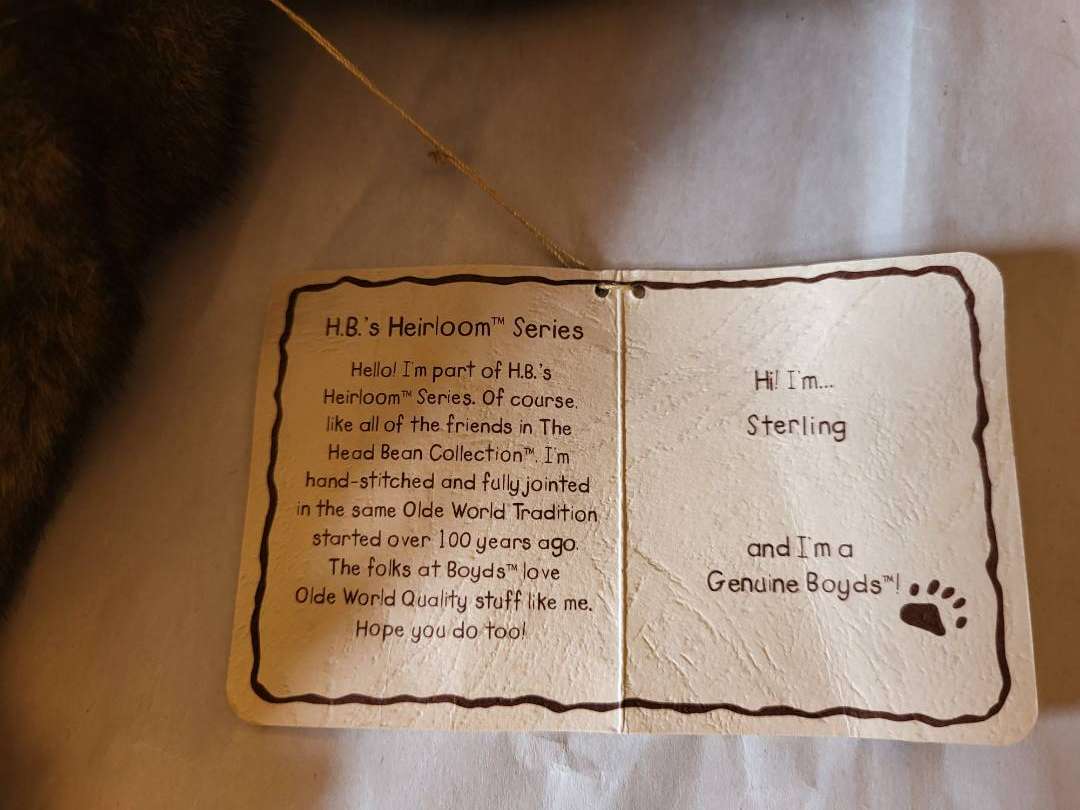 H.B.'s Heirloom™ Series
Hello! I'm part of H.B.'s
Heirloom™ Series. Of course,
like all of the friends in The
Head Bean Collection™, I'm
hand-stitched and fully jointed
in the same Olde World Tradition
started over 100 years ago.
The folks at Boyds™ love
Olde World Quality stuff like me.
Hope you do too!
Hi! I'm...
Sterling
and I'm a
Genuine Boyds™!